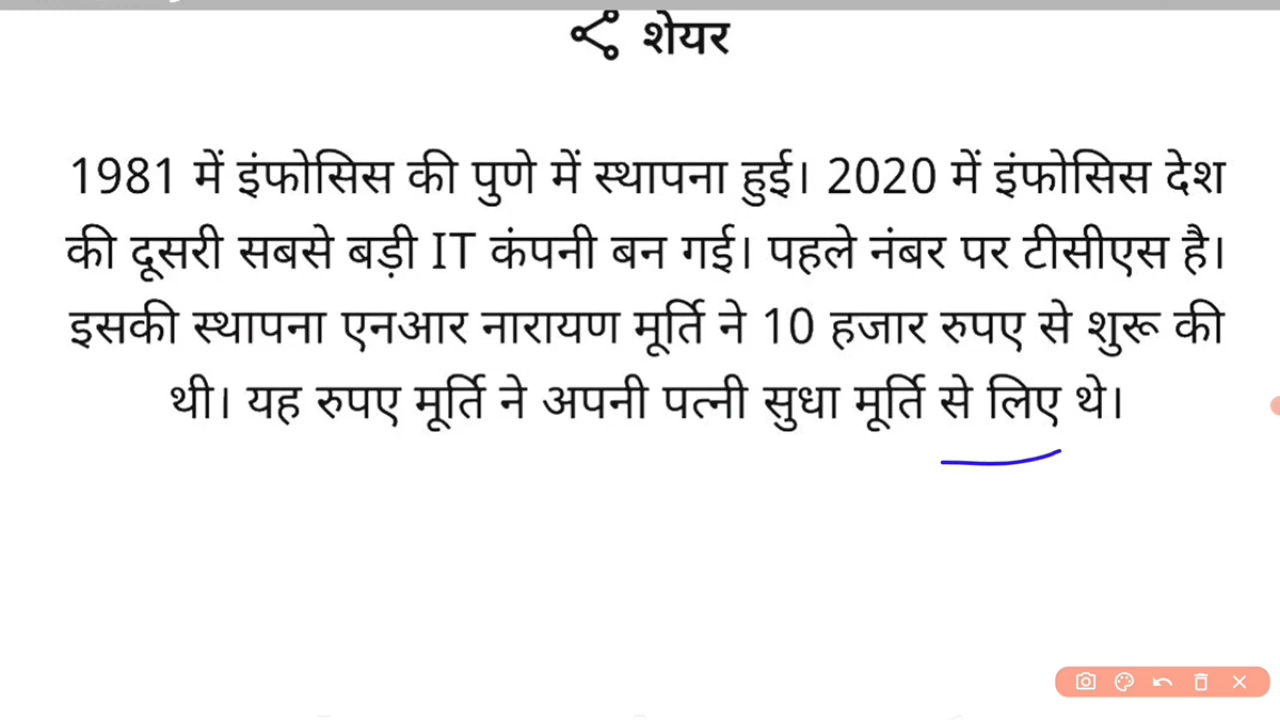 शेयर
1981 में इंफोसिस की पुणे में स्थापना हुई। 2020 में इंफोसिस देश
की दूसरी सबसे बड़ी IT कंपनी बन गई। पहले नंबर पर टीसीएस है।
इसकी स्थापना एनआर नारायण मूर्ति ने 10 हजार रुपए से शुरू की
थी। यह रुपए मूर्ति ने अपनी पत्नी सुधा मूर्ति से लिए थे।